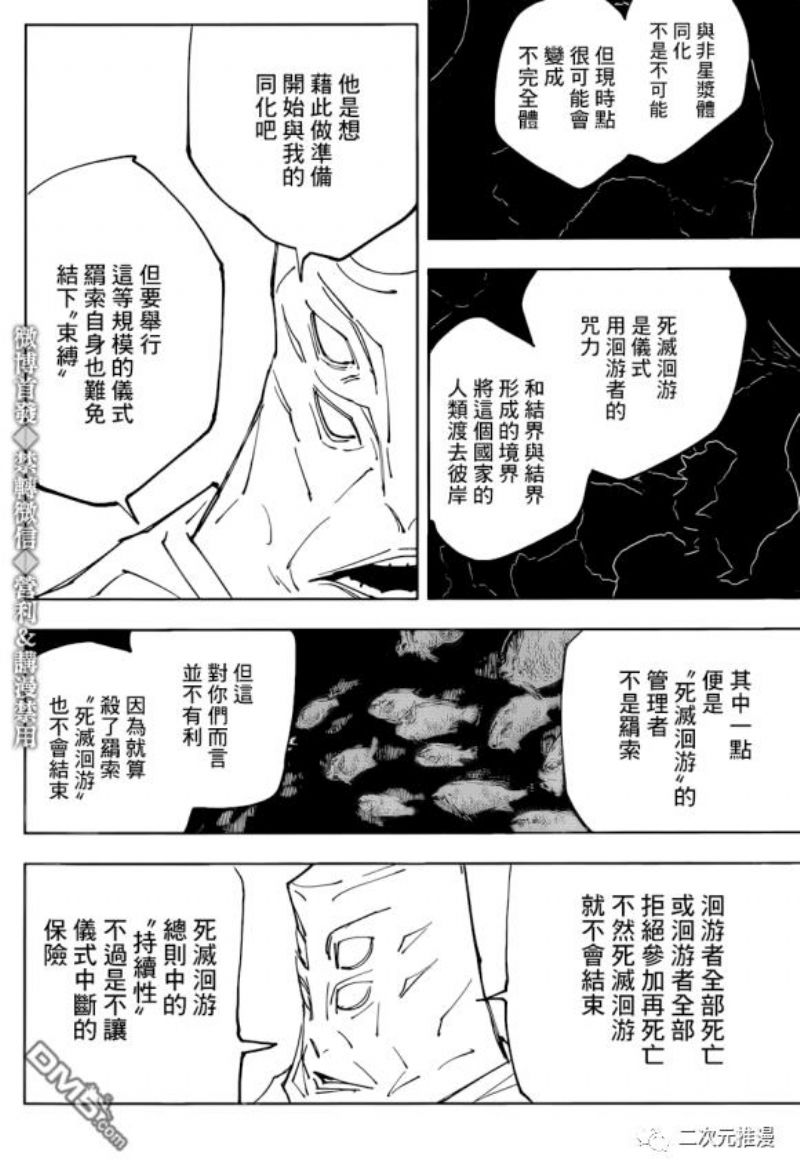 與非星漿體
同化
不是不可能
但現時點
很可能會
變成
不完全體
他是想
藉此做準備
開始與我的
同化吧
但要舉行
這等規模的儀式
羂索自身也難免
結下〝束縛〞
死滅洄游
是儀式
用洄游者的
咒力
和結界與結界
形成的境界
將這個國家的
人類渡去彼岸
其中一點
便是
〝死滅洄游〞的
管理者
不是羂索
但這
對你們而言
並不有利
因為就算
殺了羂索
〝死滅洄游〞
也不會結束
洄游者全部死亡
或洄游者全部
拒絕參加再死亡
不然死滅洄游
就不會結束
死滅洄游
總則中的
〝持續性〞
不過是不讓
儀式中斷的
保險
微博首發◆禁轉微信◆營利&講漫禁用
DM5.com
二次元推漫